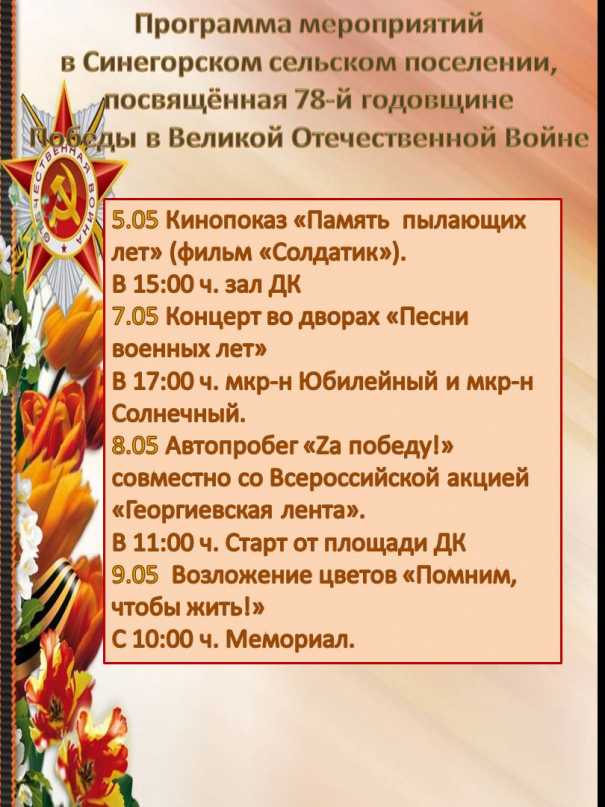 Программа мероприятий
в Синегорском сельском поселении,
посвящённая 78-й годовщине
Победы в Великой Отечественной Войне
ОТЕЧЕСТВЕННАЯ ВОЙНА
5.05 Кинопоказ «Память пылающих
лет» (фильм «Солдатик»).
В 15:00 ч. зал ДК
7.05 Концерт во дворах «Песни
военных лет»
В 17:00 ч. мкр-н Юбилейный и мкр-н
Солнечный.
8.05 Автопробег «Zа победу!»
совместно со Всероссийской акцией
«Георгиевская лента».
В 11:00 ч. Старт от площади ДК
9.05 Возложение цветов «Помним,
чтобы жить!»
С 10:00 ч. Мемориал.